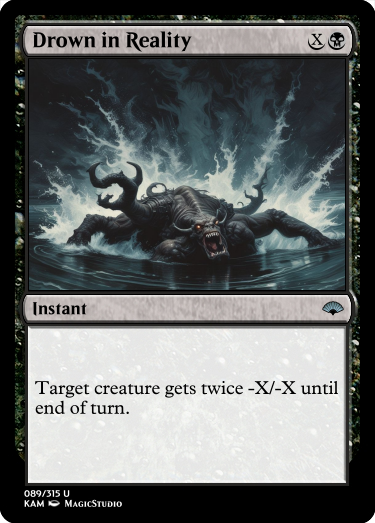 Drown in Reality X
Instant
Target creature gets twice -X/-X until
end of turn.
089/315 U
KAM MagicStudio